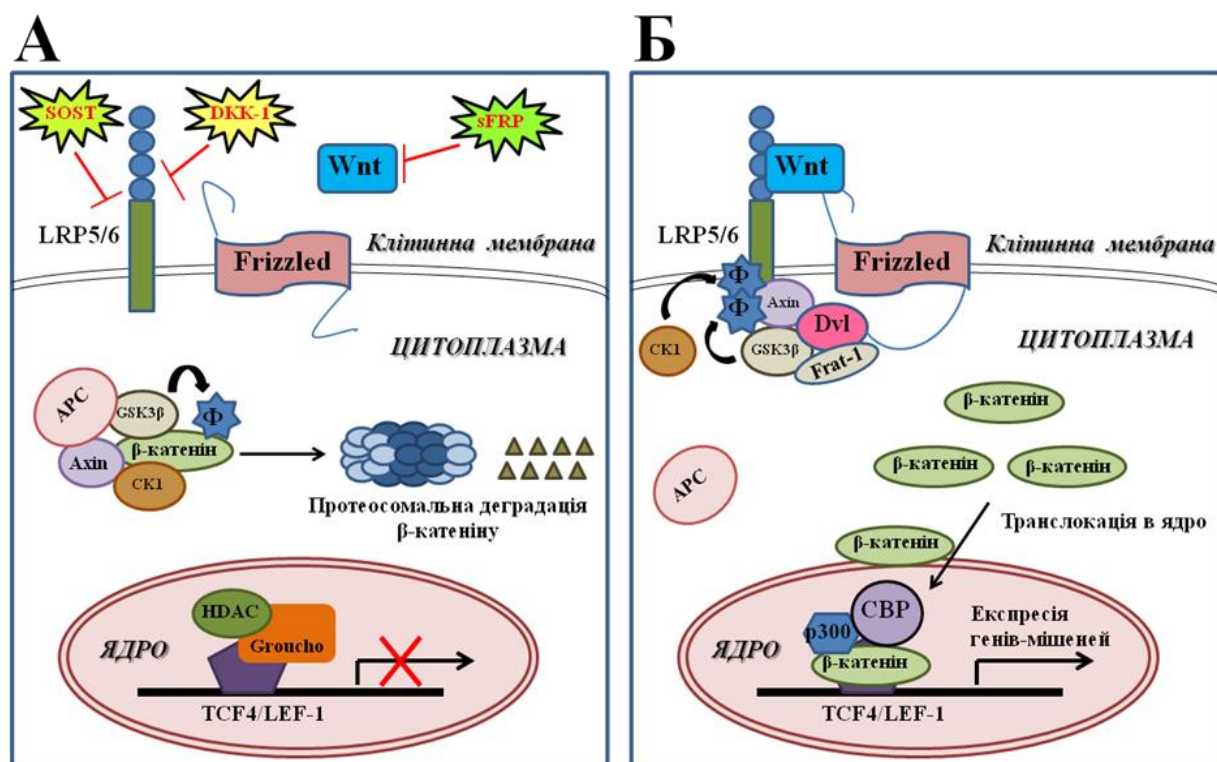 А
SOST
DKK-1
sFRP
Wnt
LRP5/6
Клітинна мембрана
Frizzled
ЦИТОПЛАЗМА
APC
GSK3β
Ф
β-катенін
Axin
CK1
Протеосомальна деградація
β-катеніну
HDAC
Groucho
ЯДРО
TCF4/LEF-1
Б
Wnt
LRP5/6
Клітинна мембрана
Frizzled
Ф
Ф
Axin
Dvl
CK1
GSK3β
Frat-1
ЦИТОПЛАЗМА
β-катенін
β-катенін
β-катенін
APC
Транслокація в ядро
β-катенін
CBP
p300
Експресія
генів-мішеней
ЯДРО
β-катенін
TCF4/LEF-1